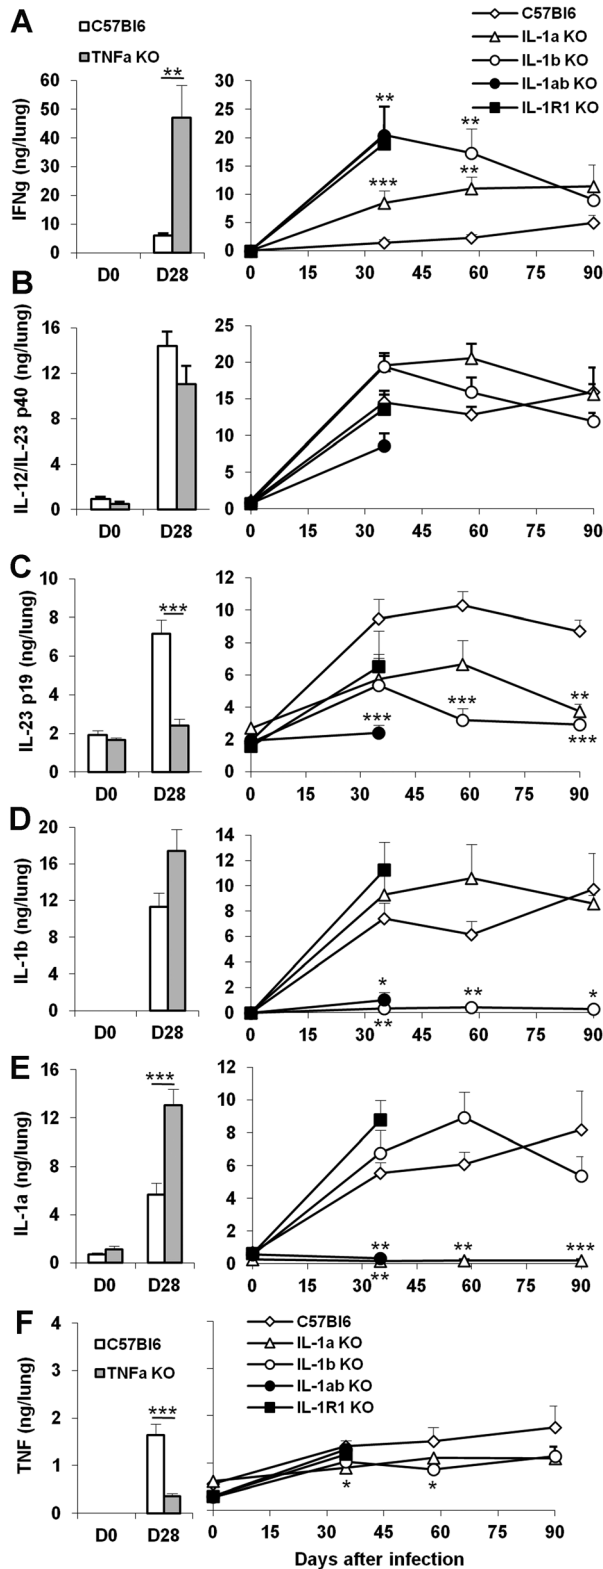 A
C57Bl6
TNFa KO
C57Bl6
IL-1a KO
IL-1b KO
IL-1ab KO
IL-1R1 KO
IFNg (ng/lung)
60
50
40
30
20
10
0
**
D0 D28
30
25
20
15
10
5
0
**
**
***
**
0 15 30 45 60 75 90
B
IL-12/IL-23 p40 (ng/lung)
16
12
8
4
0
D0 D28
25
20
15
10
5
0
0 15 30 45 60 75 90
C
IL-23 p19 (ng/lung)
10
8
6
4
2
0
***
D0 D28
12
10
8
6
4
2
0
***
***
**
***
0 15 30 45 60 75 90
D
IL-1b (ng/lung)
20
16
12
8
4
0
D0 D28
14
12
10
8
6
4
2
0
*
**
**
*
0 15 30 45 60 75 90
E
IL-1a (ng/lung)
16
12
8
4
0
***
D0 D28
12
10
8
6
4
2
0
**
**
**
***
0 15 30 45 60 75 90
F
C57Bl6
TNFa KO
C57Bl6
IL-1a KO
IL-1b KO
IL-1ab KO
IL-1R1 KO
TNF (ng/lung)
4
3
2
1
0
***
D0 D28
*
*
0 15 30 45 60 75 90
Days after infection